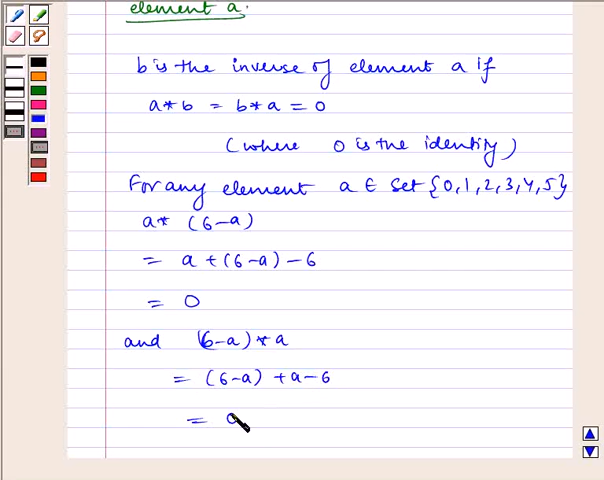 element a.
b is the inverse of element a if
a*b = b*a = 0
(where 0 is the identity)
For any element a ∈ Set {0,1,2,3,4,5}
a* (6-a)
= a+(6-a)-6
= 0
and (6-a)*a
= (6-a) +a-6
= 0